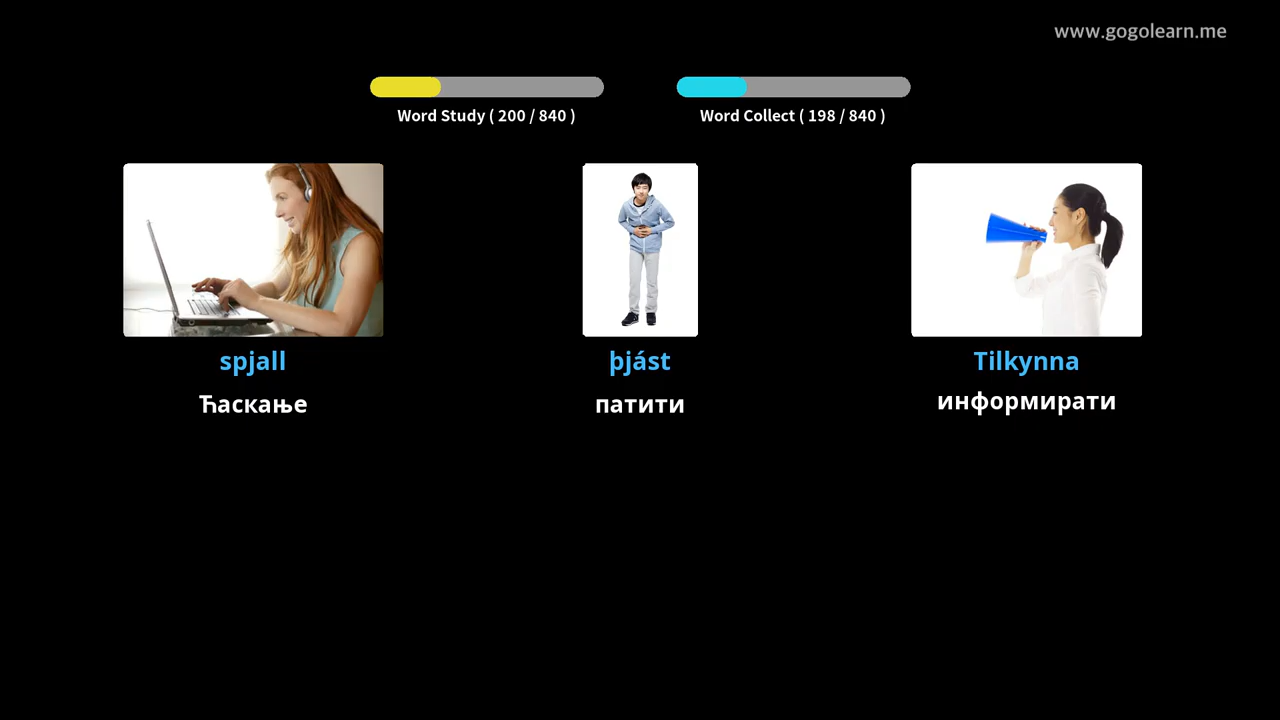 www.gogolearn.me
Word Study ( 200 / 840 )
Word Collect ( 198 / 840 )
spjall
þjást
Tilkynna
Ћаскање
патити
информирати